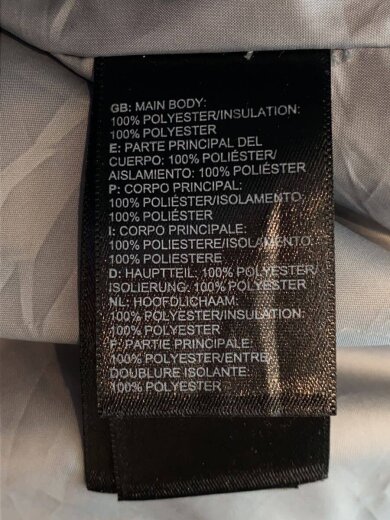 GB: MAIN BODY:
100% POLYESTER/INSULATION:
100% POLYESTER
E: PARTE PRINCIPAL DEL
CUERPO: 100% POLIÉSTER/
AISLAMIENTO: 100% POLIÉSTER
P: CORPO PRINCIPAL:
100% POLIÉSTER/ISOLAMENTO:
100% POLIÉSTER
I: CORPO PRINCIPALE:
100% POLIESTERE/ISOLAMENTO:
100% POLIESTERE
D: HAUPTTEIL: 100% POLYESTER/
ISOLIERUNG: 100% POLYESTER
NL: HOOFDLICHAAM:
100% POLYESTER/INSULATION:
100% POLYESTER
F: PARTIE PRINCIPALE:
100% POLYESTER/ENTRE/
DOUBLURE ISOLANTE:
100% POLYESTER